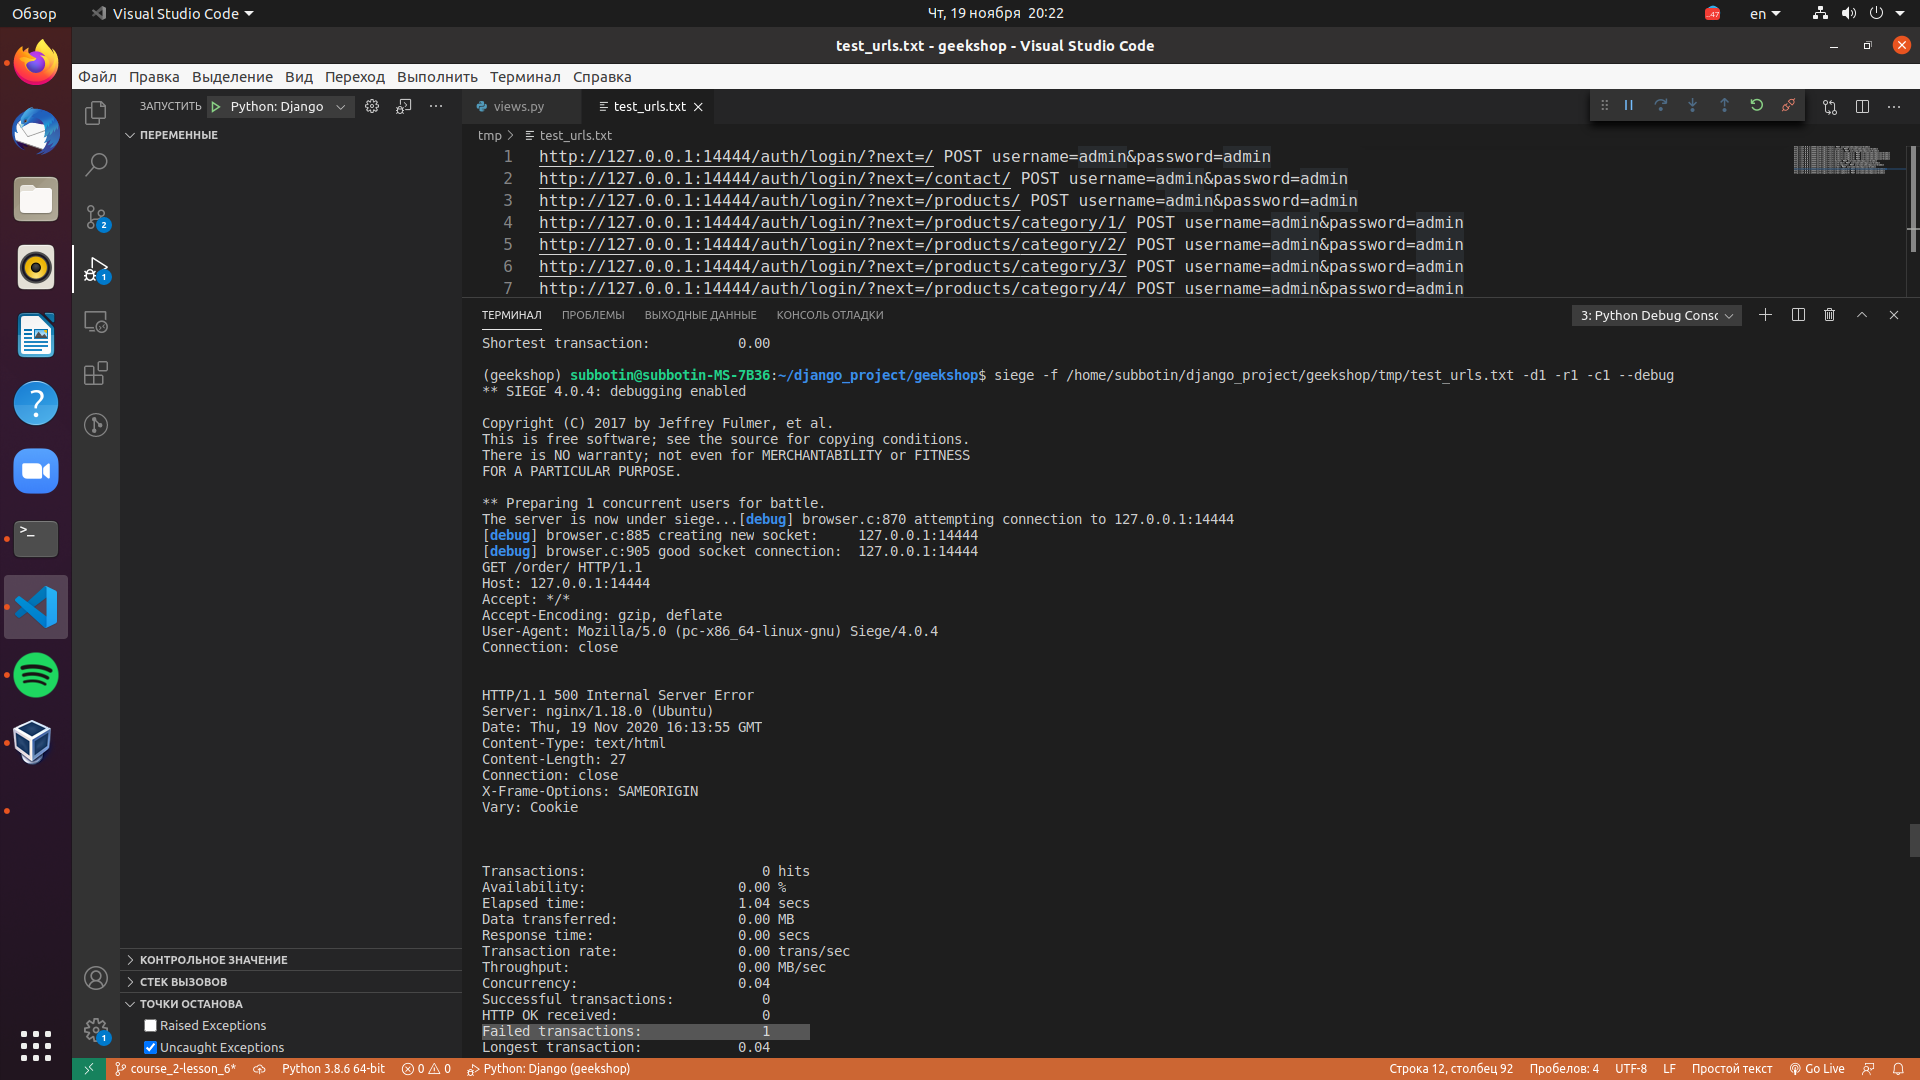 Обзор
Visual Studio Code
Чт, 19 ноября 20:22
en
test_urls.txt - geekshop - Visual Studio Code
Файл Правка Выделение Вид Переход Выполнить Терминал Справка
ЗАПУСТИТЬ Python: Django
views.py
test_urls.txt
ПЕРЕМЕННЫЕ
tmp > test_urls.txt
1 http://127.0.0.1:14444/auth/login/?next=/ POST username=admin&password=admin
2 http://127.0.0.1:14444/auth/login/?next=/contact/ POST username=admin&password=admin
3 http://127.0.0.1:14444/auth/login/?next=/products/ POST username=admin&password=admin
4 http://127.0.0.1:14444/auth/login/?next=/products/category/1/ POST username=admin&password=admin
5 http://127.0.0.1:14444/auth/login/?next=/products/category/2/ POST username=admin&password=admin
6 http://127.0.0.1:14444/auth/login/?next=/products/category/3/ POST username=admin&password=admin
7 http://127.0.0.1:14444/auth/login/?next=/products/category/4/ POST username=admin&password=admin
ТЕРМИНАЛ ПРОБЛЕМЫ ВЫХОДНЫЕ ДАННЫЕ КОНСОЛЬ ОТЛАДКИ
3: Python Debug Consc
Shortest transaction: 0.00
(geekshop) subbotin@subbotin-MS-7B36:~/django_project/geekshop$ siege -f /home/subbotin/django_project/geekshop/tmp/test_urls.txt -d1 -r1 -c1 --debug
** SIEGE 4.0.4: debugging enabled
Copyright (C) 2017 by Jeffrey Fulmer, et al.
This is free software; see the source for copying conditions.
There is NO warranty; not even for MERCHANTABILITY or FITNESS
FOR A PARTICULAR PURPOSE.
** Preparing 1 concurrent users for battle.
The server is now under siege...[debug] browser.c:870 attempting connection to 127.0.0.1:14444
[debug] browser.c:885 creating new socket: 127.0.0.1:14444
[debug] browser.c:905 good socket connection: 127.0.0.1:14444
GET /order/ HTTP/1.1
Host: 127.0.0.1:14444
Accept: */*
Accept-Encoding: gzip, deflate
User-Agent: Mozilla/5.0 (pc-x86_64-linux-gnu) Siege/4.0.4
Connection: close
HTTP/1.1 500 Internal Server Error
Server: nginx/1.18.0 (Ubuntu)
Date: Thu, 19 Nov 2020 16:13:55 GMT
Content-Type: text/html
Content-Length: 27
Connection: close
X-Frame-Options: SAMEORIGIN
Vary: Cookie
Transactions: 0 hits
Availability: 0.00 %
Elapsed time: 1.04 secs
Data transferred: 0.00 MB
Response time: 0.00 secs
Transaction rate: 0.00 trans/sec
Throughput: 0.00 MB/sec
Concurrency: 0.04
Successful transactions: 0
HTTP OK received: 0
Failed transactions: 1
Longest transaction: 0.04
КОНТРОЛЬНОЕ ЗНАЧЕНИЕ
СТЕК ВЫЗОВОВ
ТОЧКИ ОСТАНОВА
Raised Exceptions
Uncaught Exceptions
course_2-lesson_6* Python 3.8.6 64-bit 0 0 Python: Django (geekshop) Строка 12, столбец 92 Пробелов: 4 UTF-8 LF Простой текст Go Live